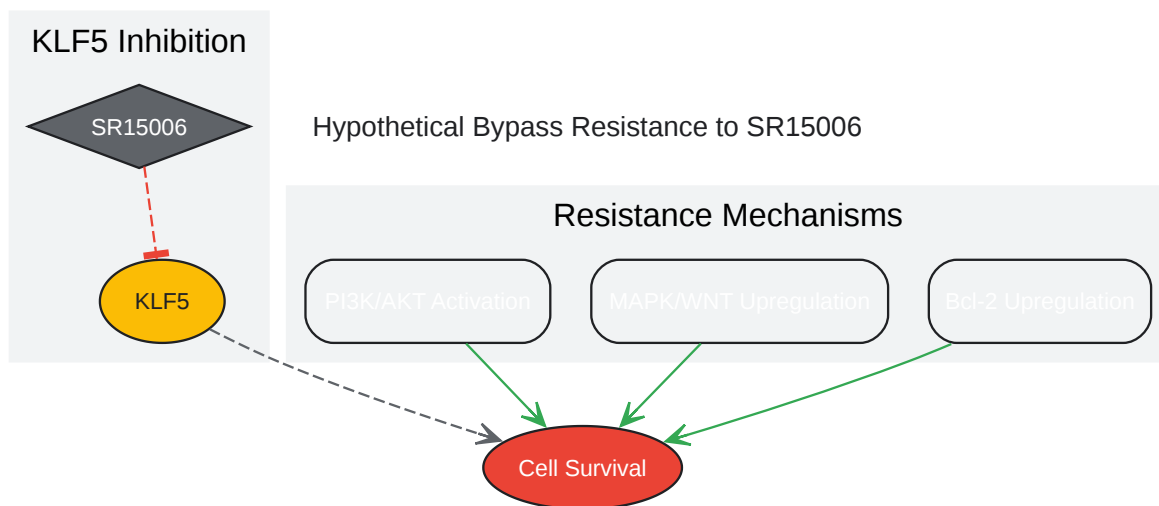 KLF5 Inhibition
SR15006
Hypothetical Bypass Resistance to SR15006
Resistance Mechanisms
KLF5
PI3K/AKT Activation
MAPK/WNT Upregulation
Bcl-2 Upregulation
Cell Survival